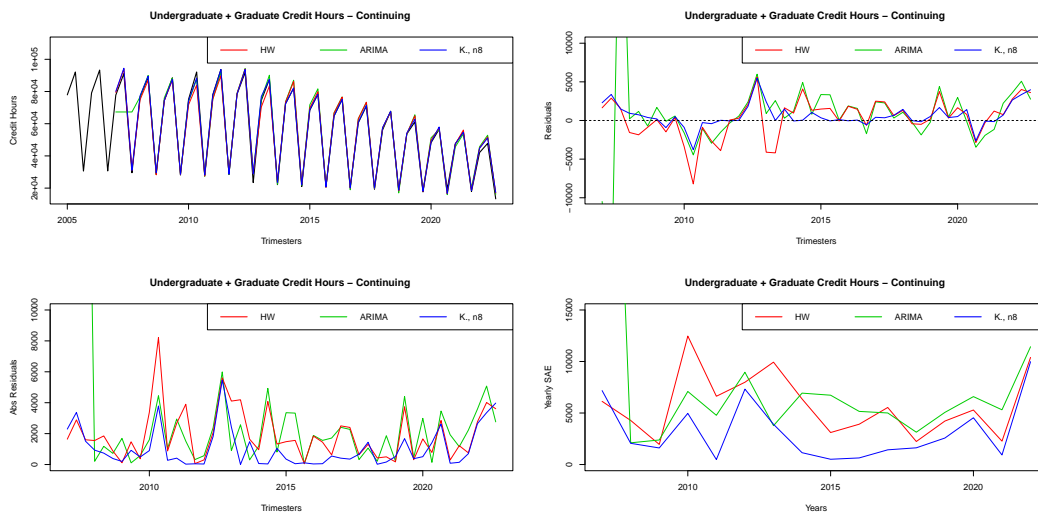 Undergraduate + Graduate Credit Hours − Continuing
HW ARIMA K., n8
Credit Hours
2e+04 4e+04 6e+04 8e+04 1e+05
2005 2010 2015 2020
Trimesters
Undergraduate + Graduate Credit Hours − Continuing
HW ARIMA K., n8
Residuals
−10000 −5000 0 5000 10000
2010 2015 2020
Trimesters
Undergraduate + Graduate Credit Hours − Continuing
HW ARIMA K., n8
Abs Residuals
0 2000 4000 6000 8000 10000
2010 2015 2020
Trimesters
Undergraduate + Graduate Credit Hours − Continuing
HW ARIMA K., n8
Yearly SAE
0 5000 10000 15000
2010 2015 2020
Years